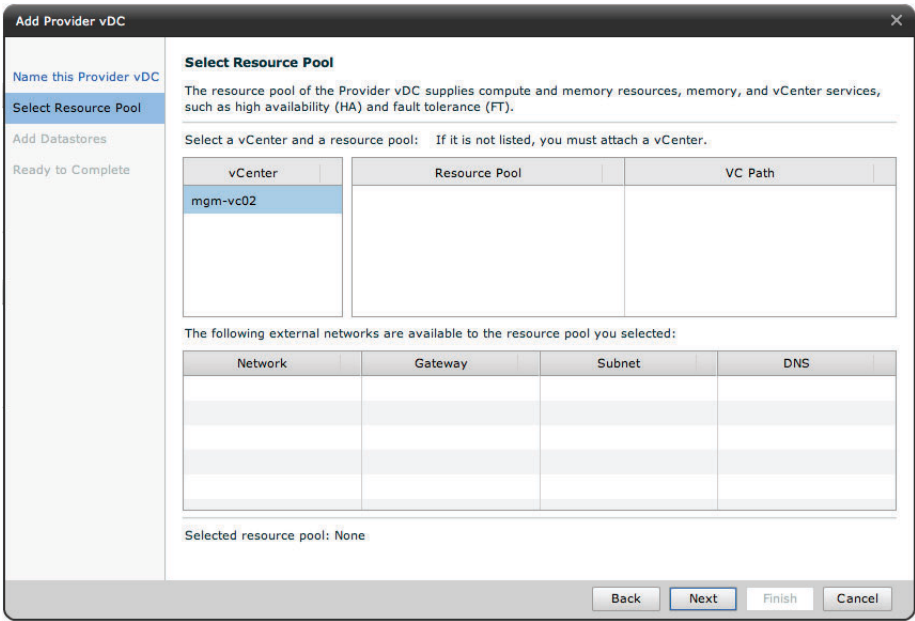 Add Provider vDC
Name this Provider vDC
Select Resource Pool
Add Datastores
Ready to Complete
Select Resource Pool
The resource pool of the Provider vDC supplies compute and memory resources, memory, and vCenter services,
such as high availability (HA) and fault tolerance (FT).
Select a vCenter and a resource pool: If it is not listed, you must attach a vCenter.
vCenter Resource Pool VC Path
mgm-vc02
The following external networks are available to the resource pool you selected:
Network Gateway Subnet DNS
Selected resource pool: None
Back Next Finish Cancel